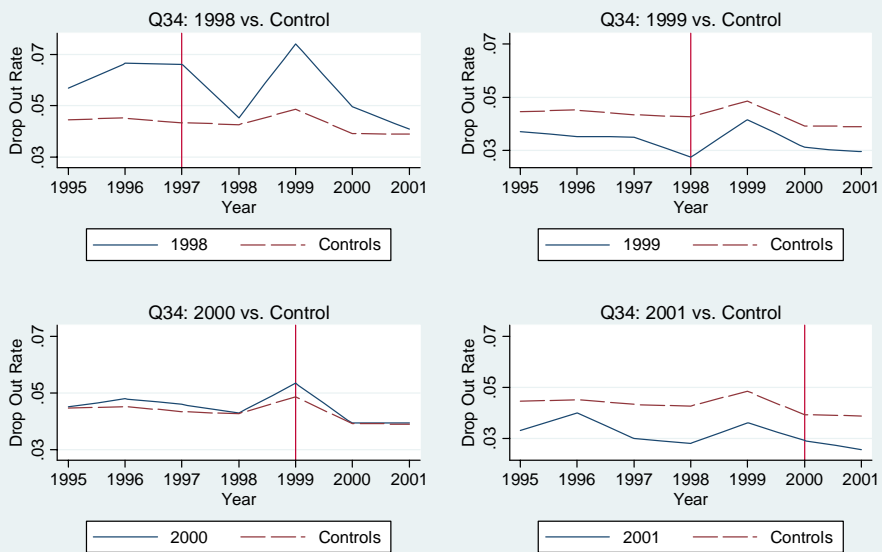 Q34: 1998 vs. Control
Drop Out Rate
.07
.05
.03
1995 1996 1997 1998 1999 2000 2001
Year
1998 Controls
Q34: 1999 vs. Control
Drop Out Rate
.07
.05
.03
1995 1996 1997 1998 1999 2000 2001
Year
1999 Controls
Q34: 2000 vs. Control
Drop Out Rate
.07
.05
.03
1995 1996 1997 1998 1999 2000 2001
Year
2000 Controls
Q34: 2001 vs. Control
Drop Out Rate
.07
.05
.03
1995 1996 1997 1998 1999 2000 2001
Year
2001 Controls